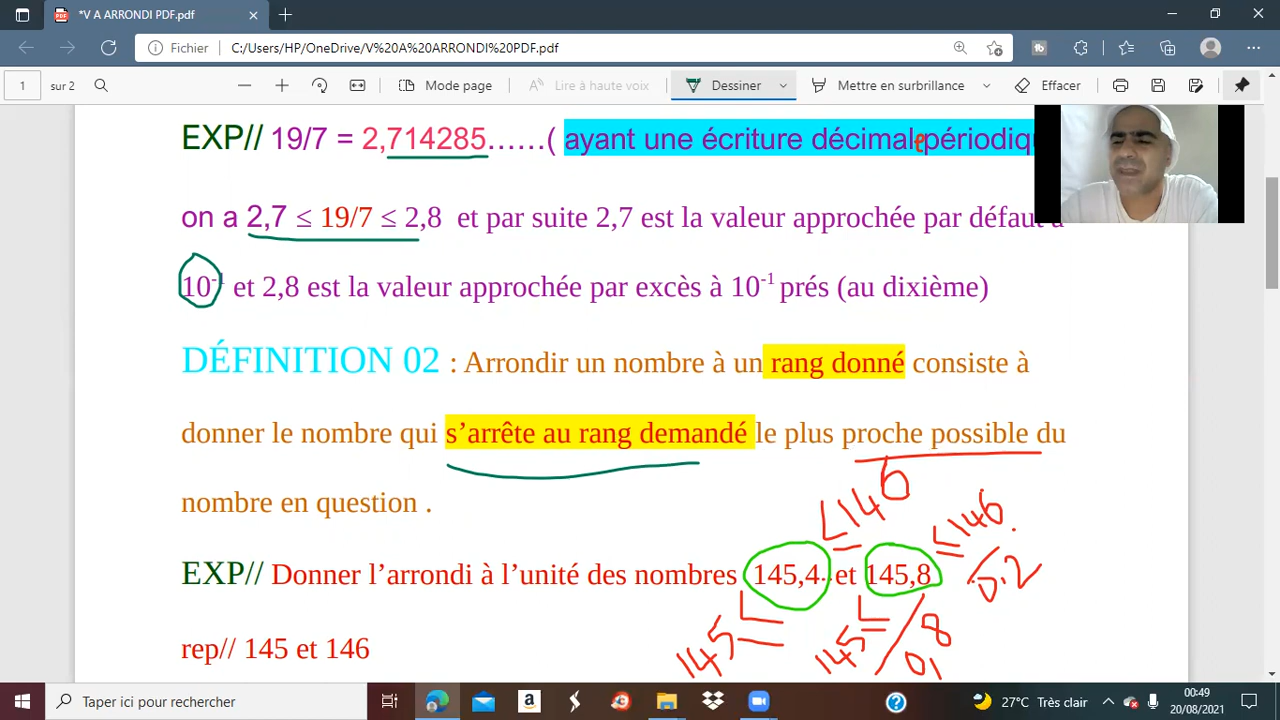 *V A ARRONDI PDF.pdf
Fichier C:/Users/HP/OneDrive/V%20A%20ARRONDI%20PDF.pdf
1 sur 2 Mode page Lire à haute voix Dessiner Mettre en surbrillance Effacer
EXP// 19/7 = 2,714285……( ayant une écriture décimale périodiqu
on a 2,7 ≤ 19/7 ≤ 2,8 et par suite 2,7 est la valeur approchée par défaut à
10-1 et 2,8 est la valeur approchée par excès à 10-1 prés (au dixième)
DÉFINITION 02 : Arrondir un nombre à un rang donné consiste à
donner le nombre qui s’arrête au rang demandé le plus proche possible du
nombre en question .
≤ 146
≤ 146
EXP// Donner l’arrondi à l’unité des nombres 145,4 et 145,8
0.2
145 ≤
145 ≤
0,8
rep// 145 et 146
Taper ici pour rechercher
27°C Très clair
00:49
20/08/2021